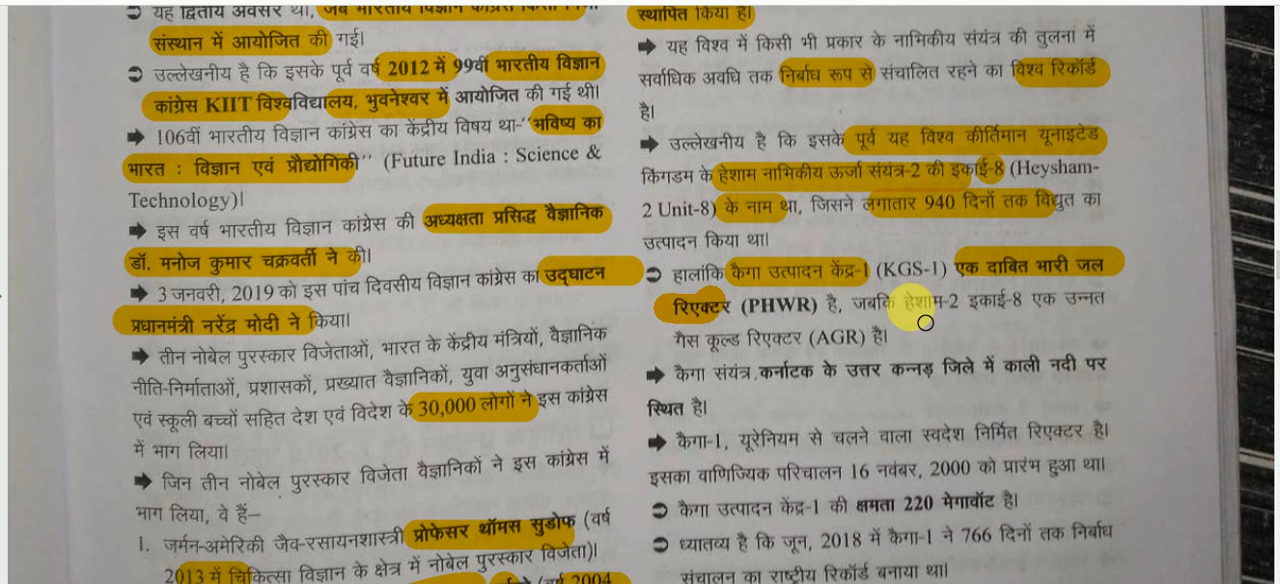 यह द्वितीय अवसर था, जब भारतीय विज्ञान कांग्रेस किसी निजी
संस्थान में आयोजित की गई।
उल्लेखनीय है कि इसके पूर्व वर्ष 2012 में 99वीं भारतीय विज्ञान
कांग्रेस KIIT विश्वविद्यालय, भुवनेश्वर में आयोजित की गई थी।
106वीं भारतीय विज्ञान कांग्रेस का केंद्रीय विषय था-''भविष्य का
भारत : विज्ञान एवं प्रौद्योगिकी'' (Future India : Science &
Technology)।
इस वर्ष भारतीय विज्ञान कांग्रेस की अध्यक्षता प्रसिद्ध वैज्ञानिक
डॉ. मनोज कुमार चक्रवर्ती ने की।
3 जनवरी, 2019 को इस पांच दिवसीय विज्ञान कांग्रेस का उद्घाटन
प्रधानमंत्री नरेंद्र मोदी ने किया।
तीन नोबेल पुरस्कार विजेताओं, भारत के केंद्रीय मंत्रियों, वैज्ञानिक
नीति-निर्माताओं, प्रशासकों, प्रख्यात वैज्ञानिकों, युवा अनुसंधानकर्ताओं
एवं स्कूली बच्चों सहित देश एवं विदेश के 30,000 लोगों ने इस कांग्रेस
में भाग लिया।
जिन तीन नोबेल पुरस्कार विजेता वैज्ञानिकों ने इस कांग्रेस में
भाग लिया, वे हैं—
1. जर्मन-अमेरिकी जैव-रसायनशास्त्री प्रोफेसर थॉमस सुडोफ (वर्ष
2013 में चिकित्सा विज्ञान के क्षेत्र में नोबेल पुरस्कार विजेता)।
(वर्ष 2004
स्थापित किया है।
यह विश्व में किसी भी प्रकार के नाभिकीय संयंत्र की तुलना में
सर्वाधिक अवधि तक निर्बाध रूप से संचालित रहने का विश्व रिकॉर्ड
है।
उल्लेखनीय है कि इसके पूर्व यह विश्व कीर्तिमान यूनाइटेड
किंगडम के हेशाम नाभिकीय ऊर्जा संयंत्र-2 की इकाई-8 (Heysham-
2 Unit-8) के नाम था, जिसने लगातार 940 दिनों तक विद्युत का
उत्पादन किया था।
हालांकि कैगा उत्पादन केंद्र-1 (KGS-1) एक दाबित भारी जल
रिएक्टर (PHWR) है, जबकि हेशाम-2 इकाई-8 एक उन्नत
गैस कूल्ड रिएक्टर (AGR) है।
कैगा संयंत्र कर्नाटक के उत्तर कन्नड़ जिले में काली नदी पर
स्थित है।
कैगा-1, यूरेनियम से चलने वाला स्वदेश निर्मित रिएक्टर है।
इसका वाणिज्यिक परिचालन 16 नवंबर, 2000 को प्रारंभ हुआ था।
कैगा उत्पादन केंद्र-1 की क्षमता 220 मेगावॉट है।
ध्यातव्य है कि जून, 2018 में कैगा-1 ने 766 दिनों तक निर्बाध
संचालन का राष्ट्रीय रिकॉर्ड बनाया था।